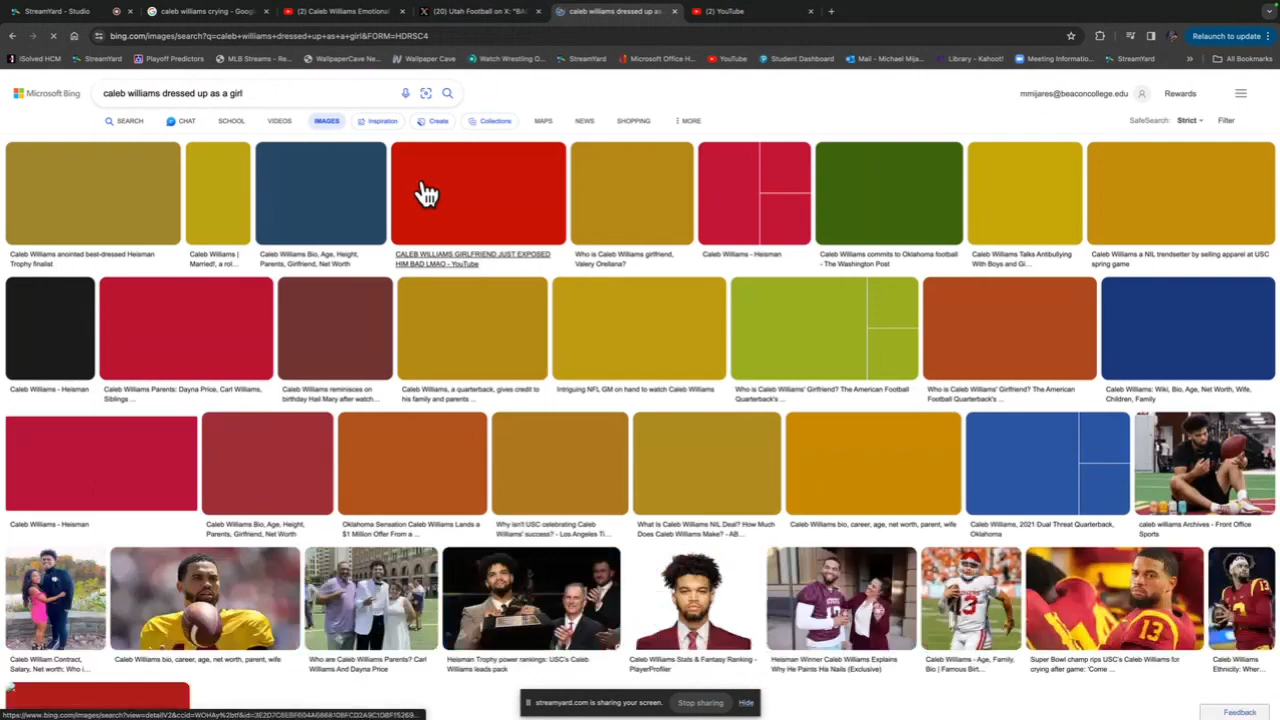 StreamYard - Studio
caleb williams crying - Goog
(2) Caleb Williams Emotional
(20) Utah Football on X: "BA
caleb williams dressed up as
(2) YouTube
bing.com/images/search?q=caleb+williams+dressed+up+as+a+girl&FORM=HDRSC4
Relaunch to update
iSolved HCM
StreamYard
Playoff Predictors
MLB Streams - Re...
WallpaperCave Ne...
Wallpaper Cave
Watch Wrestling O...
StreamYard
Microsoft Office H...
YouTube
Student Dashboard
Mail - Michael Mija...
Library - Kahoot!
Meeting Informatio...
StreamYard
»
All Bookmarks
Microsoft Bing
caleb williams dressed up as a girl
mmijares@beaconcollege.edu
Rewards
SEARCH
CHAT
SCHOOL
VIDEOS
IMAGES
Inspiration
Create
Collections
MAPS
NEWS
SHOPPING
MORE
SafeSearch: Strict
Filter
Caleb Williams anointed best-dressed Heisman
Trophy finalist
Caleb Williams |
Married!, a rol...
Caleb Williams Bio, Age, Height,
Parents, Girlfriend, Net Worth
CALEB WILLIAMS GIRLFRIEND JUST EXPOSED
HIM BAD LMAO - YouTube
Who is Caleb Williams girlfriend,
Valery Orellana?
Caleb Williams - Heisman
Caleb Williams commits to Oklahoma football
- The Washington Post
Caleb Williams Talks Antibullying
With Boys and Gi...
Caleb Williams a NIL trendsetter by selling apparel at USC
spring game
Caleb Williams - Heisman
Caleb Williams Parents: Dayna Price, Carl Williams,
Siblings ...
Caleb Williams reminisces on
birthday Hail Mary after watch...
Caleb Williams, a quarterback, gives credit to
his family and parents ...
Intriguing NFL GM on hand to watch Caleb Williams
Who is Caleb Williams' Girlfriend? The American Football
Quarterback's ...
Who is Caleb Williams' Girlfriend? The American
Football Quarterback's ...
Caleb Williams: Wiki, Bio, Age, Net Worth, Wife,
Children, Family
Caleb Williams - Heisman
Caleb Williams Bio, Age, Height,
Parents, Girlfriend, Net Worth
Oklahoma Sensation Caleb Williams Lands a
$1 Million Offer From a ...
Why isn't USC celebrating Caleb
Williams' success? - Los Angeles Ti...
What Is Caleb Williams NIL Deal? How Much
Does Caleb Williams Make? - AB...
Caleb Williams bio, career, age, net worth, parent, wife
Caleb Williams, 2021 Dual Threat Quarterback,
Oklahoma
caleb williams Archives - Front Office
Sports
Caleb William Contract,
Salary, Net worth; Who i...
Caleb Williams bio, career, age, net worth, parent, wife
Who are Caleb Williams Parents? Carl
Williams And Dayna Price
Heisman Trophy power rankings: USC's Caleb
Williams leads pack
Caleb Williams Stats & Fantasy Ranking -
PlayerProfiler
Heisman Winner Caleb Williams Explains
Why He Paints His Nails (Exclusive)
Caleb Williams - Age, Family,
Bio | Famous Birt...
Super Bowl champ rips USC's Caleb Williams for
crying after game: 'Come ...
Caleb Williams
Ethnicity: Wher...
13
13
streamyard.com is sharing your screen.
Stop sharing
Hide
Feedback